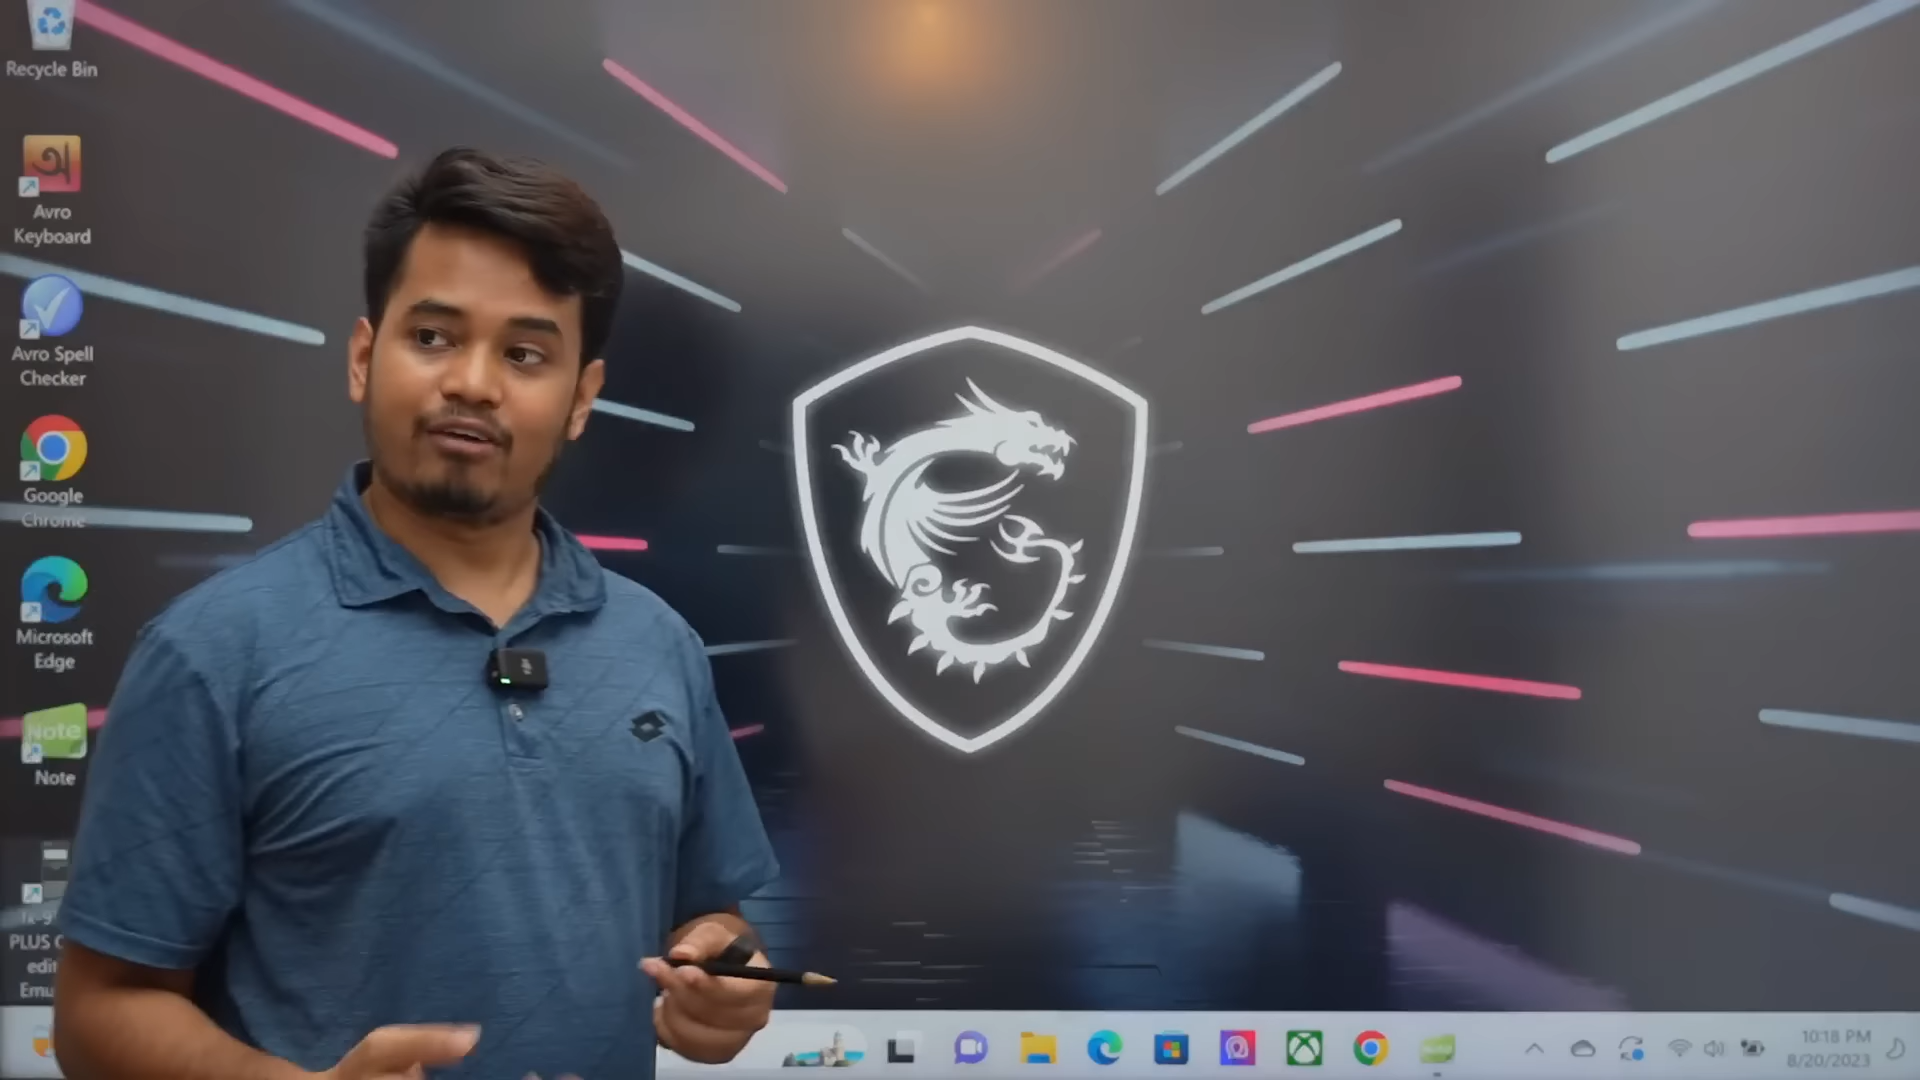 Recycle Bin
অ
Avro
Keyboard
Avro Spell
Checker
Google
Chrome
Microsoft
Edge
Note
Note
PLUS
10:18 PM
8/20/2023